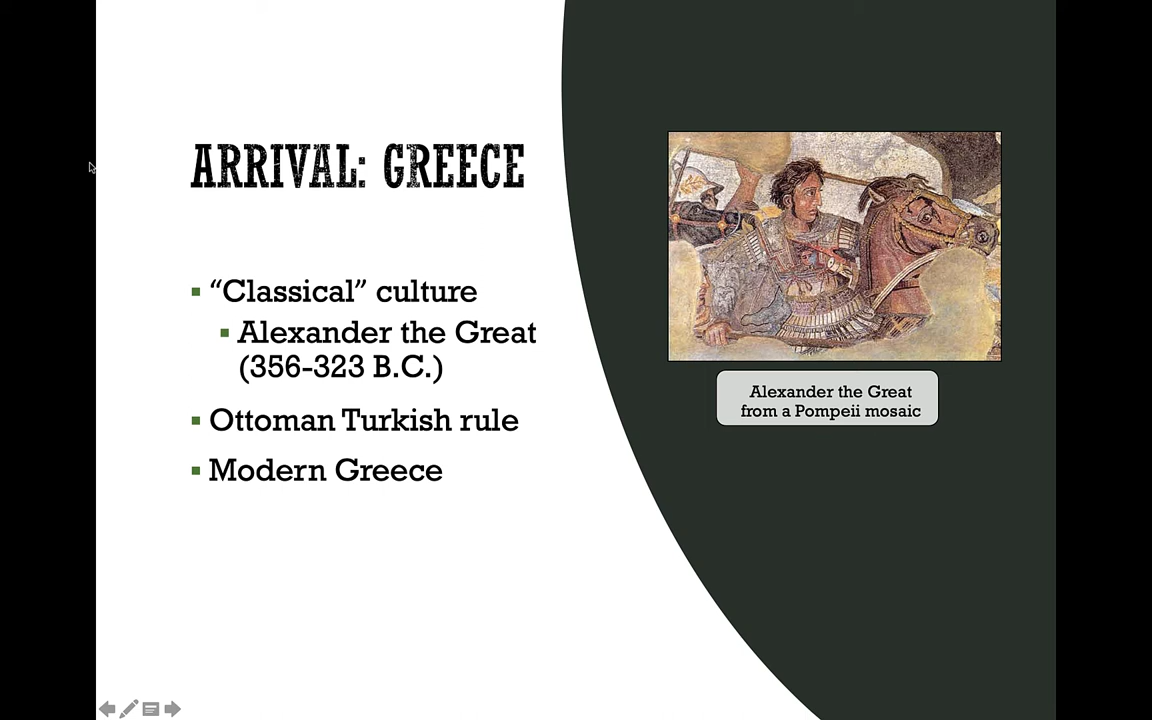 ARRIVAL: GREECE
“Classical” culture
Alexander the Great
(356-323 B.C.)
Ottoman Turkish rule
Modern Greece
Alexander the Great
from a Pompeii mosaic